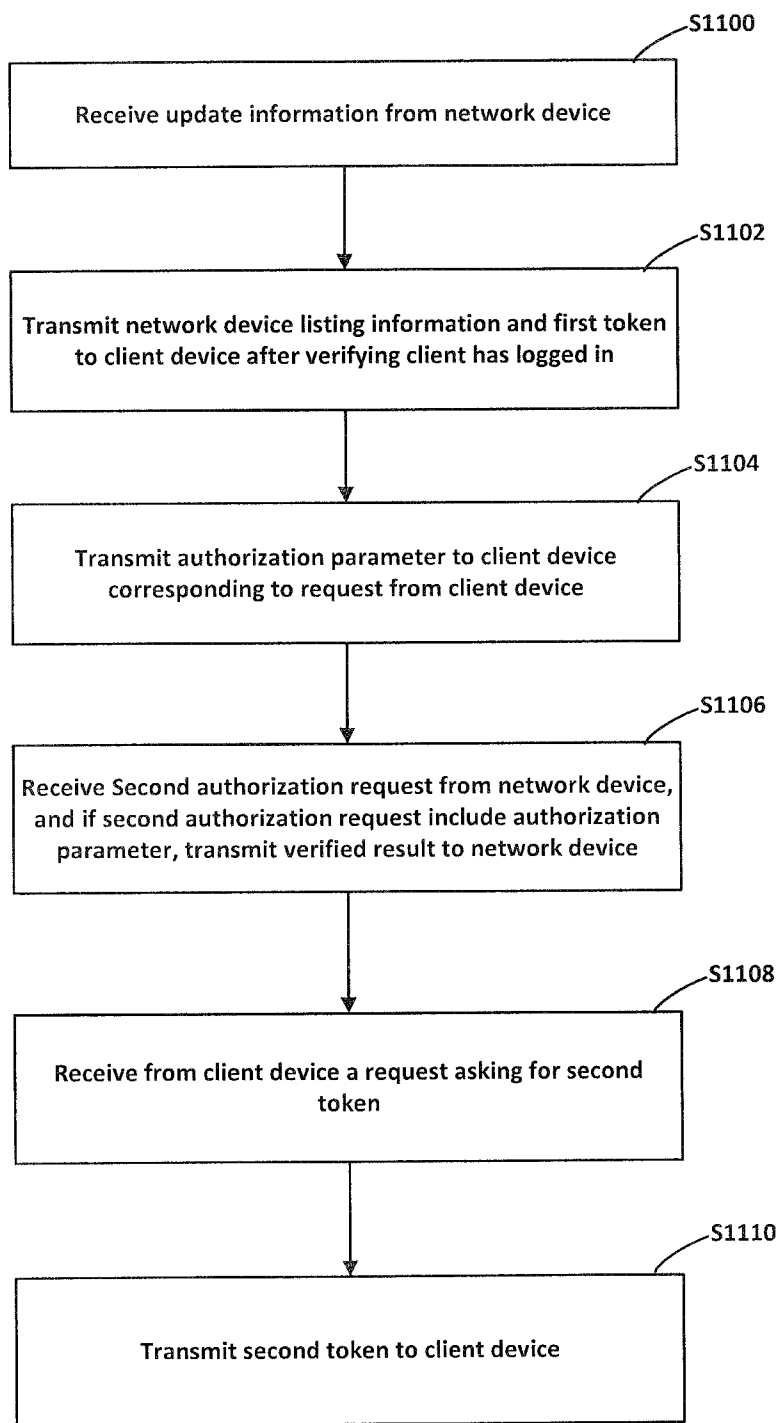 S1100
Receive update information from network device
S1102
Transmit network device listing information and first token
to client device after verifying client has logged in
S1104
Transmit authorization parameter to client device
corresponding to request from client device
S1106
Receive Second authorization request from network device,
and if second authorization request include authorization
parameter, transmit verified result to network device
S1108
Receive from client device a request asking for second
token
S1110
Transmit second token to client device